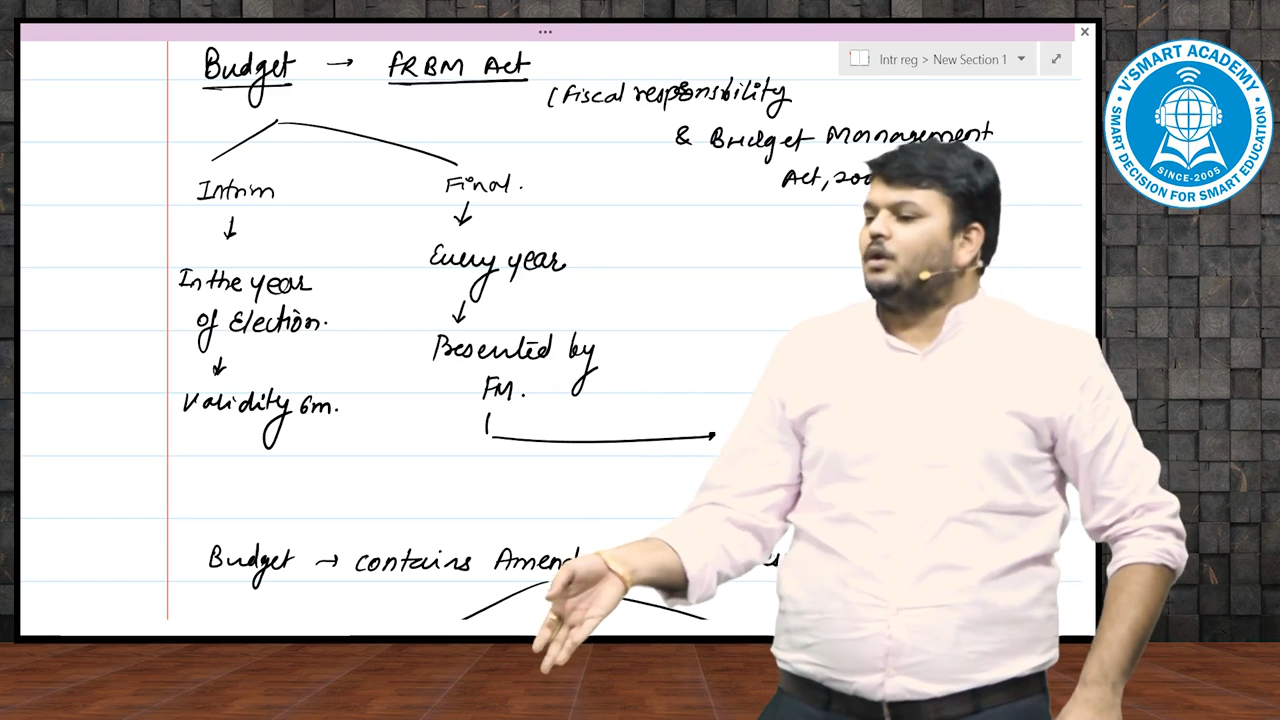 Budget → FRBM Act
(Fiscal responsibility
& Budget Management
Act, 200
Interim
Final.
↓
↓
In the year
of Election.
Every year
↓
↓
Validity 6m.
Presented by
FM.
Budget → contains Amend
...
Intr reg > New Section 1
V'SMART ACADEMY
SINCE-2005
• SMART DECISION FOR SMART EDUCATION •